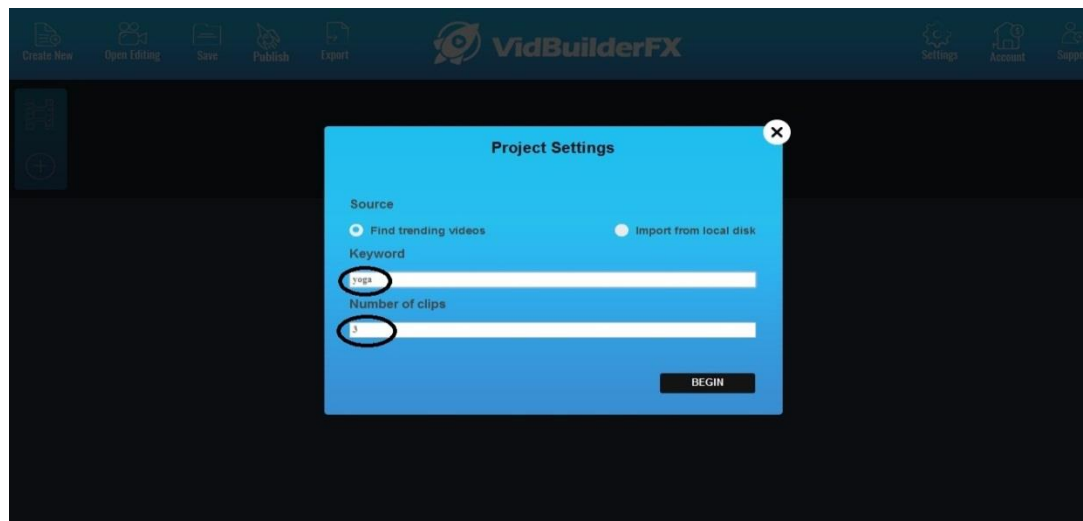 Create New Open Editing Save Publish Export VidBuilderFX Settings Account
Project Settings
Source
Find trending videos Import from local disk
Keyword
yoga
Number of clips
3
BEGIN